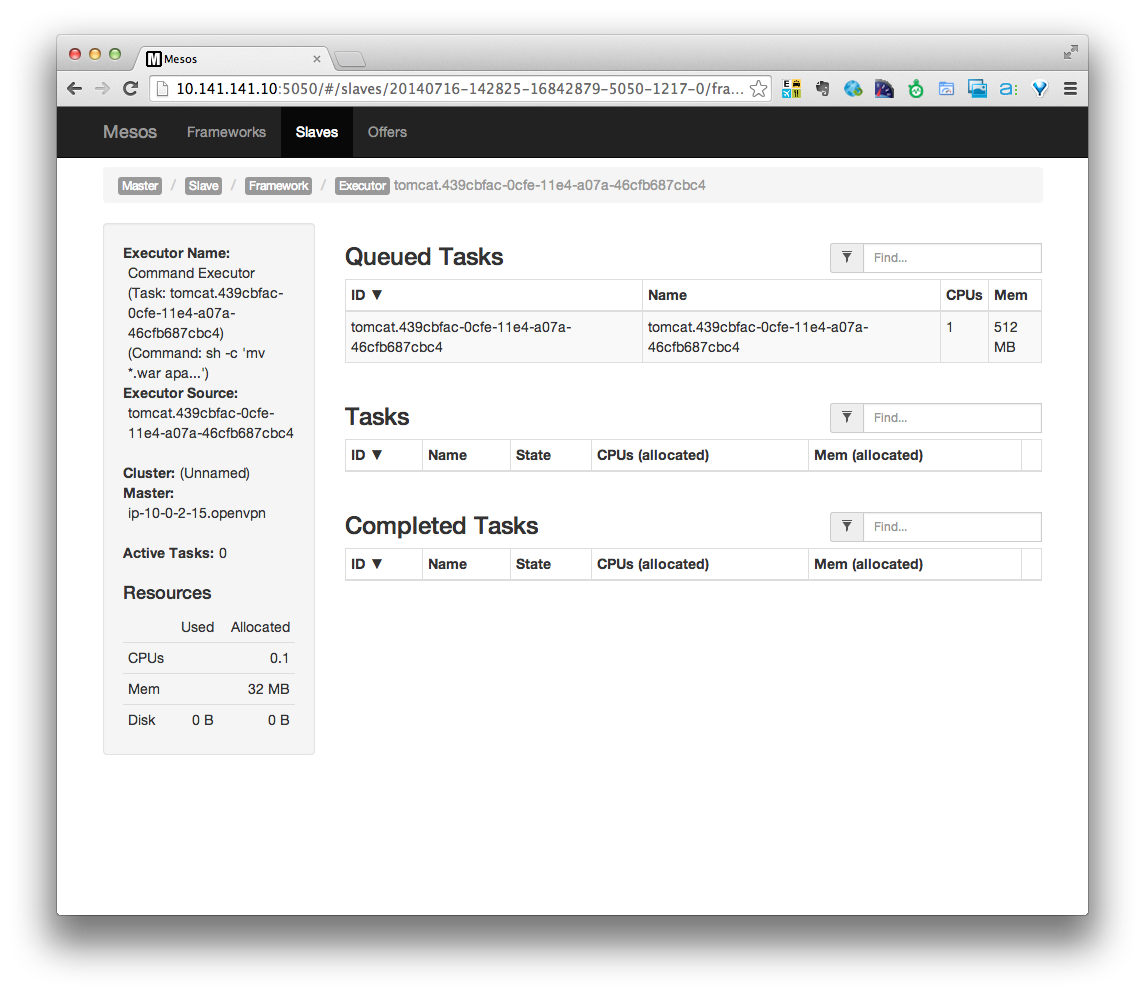 Mesos
10.141.141.10:5050/#/slaves/20140716-142825-16842879-5050-1217-0/fra...
Mesos Frameworks Slaves Offers
Master / Slave / Framework / Executor tomcat.439cbfac-0cfe-11e4-a07a-46cfb687cbc4
Executor Name:
Command Executor
(Task: tomcat.439cbfac-
0cfe-11e4-a07a-
46cfb687cbc4)
(Command: sh -c 'mv
*.war apa...')
Executor Source:
tomcat.439cbfac-0cfe-
11e4-a07a-46cfb687cbc4
Cluster: (Unnamed)
Master:
ip-10-0-2-15.openvpn
Active Tasks: 0
Resources
Used Allocated
CPUs 0.1
Mem 32 MB
Disk 0 B 0 B
Queued Tasks
Find...
ID ▼ Name CPUs Mem
tomcat.439cbfac-0cfe-11e4-a07a- tomcat.439cbfac-0cfe-11e4-a07a- 1 512
46cfb687cbc4 46cfb687cbc4 MB
Tasks
Find...
ID ▼ Name State CPUs (allocated) Mem (allocated)
Completed Tasks
Find...
ID ▼ Name State CPUs (allocated) Mem (allocated)